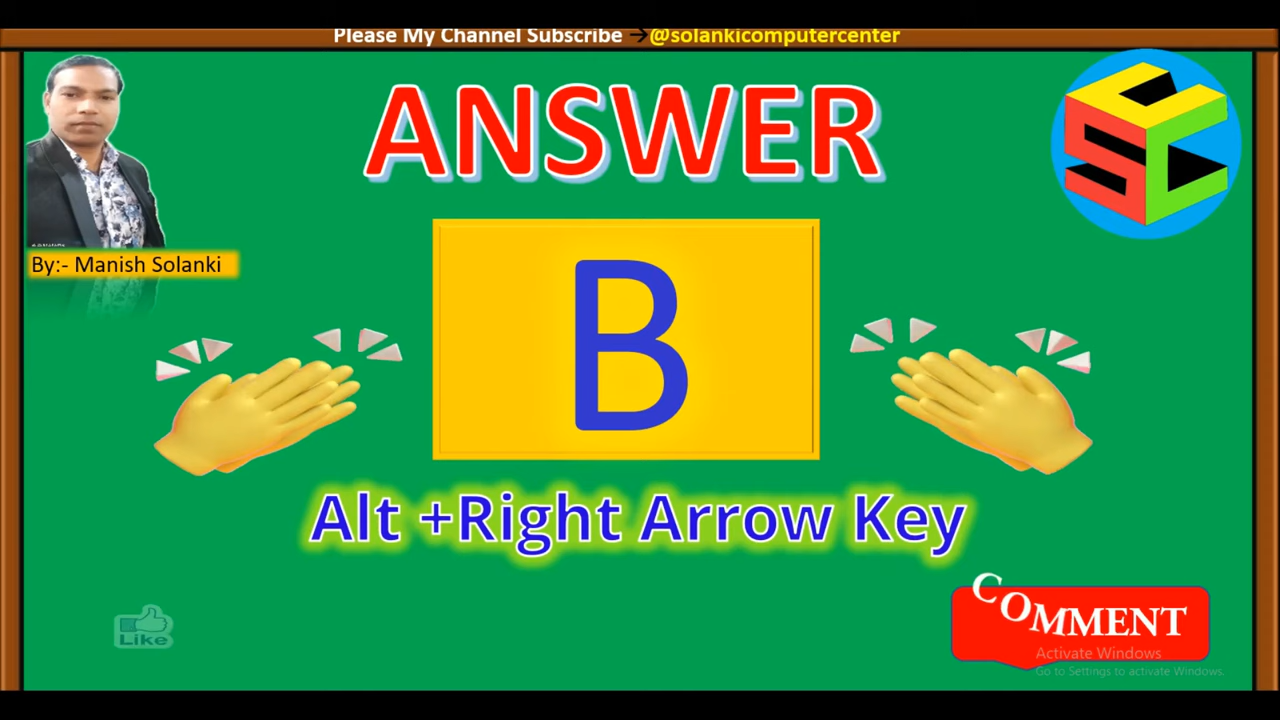 Please My Channel Subscribe →@solankicomputercenter
ANSWER
SCC
By:- Manish Solanki
B
Alt +Right Arrow Key
Like
COMMENT
Activate Windows
Go to Settings to activate Windows.